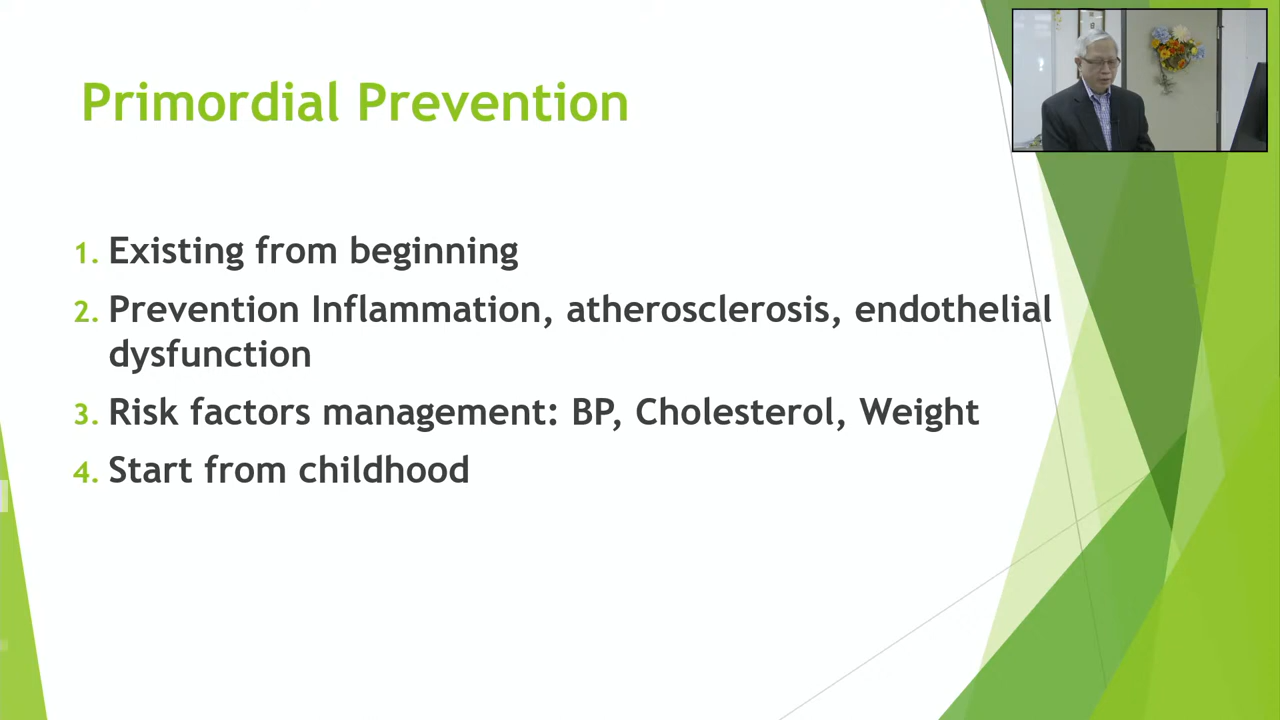 Primordial Prevention
1. Existing from beginning
2. Prevention Inflammation, atherosclerosis, endothelial
dysfunction
3. Risk factors management: BP, Cholesterol, Weight
4. Start from childhood